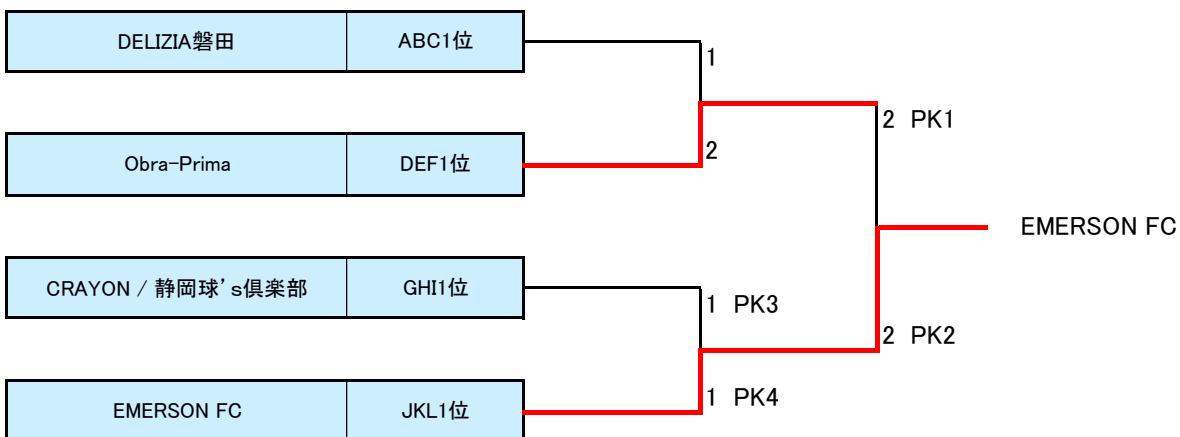 DELIZIA磐田 ABC1位
1
2 PK1
Obra-Prima DEF1位
2
EMERSON FC
CRAYON / 静岡球’s倶楽部 GHI1位
1 PK3
2 PK2
EMERSON FC JKL1位
1 PK4